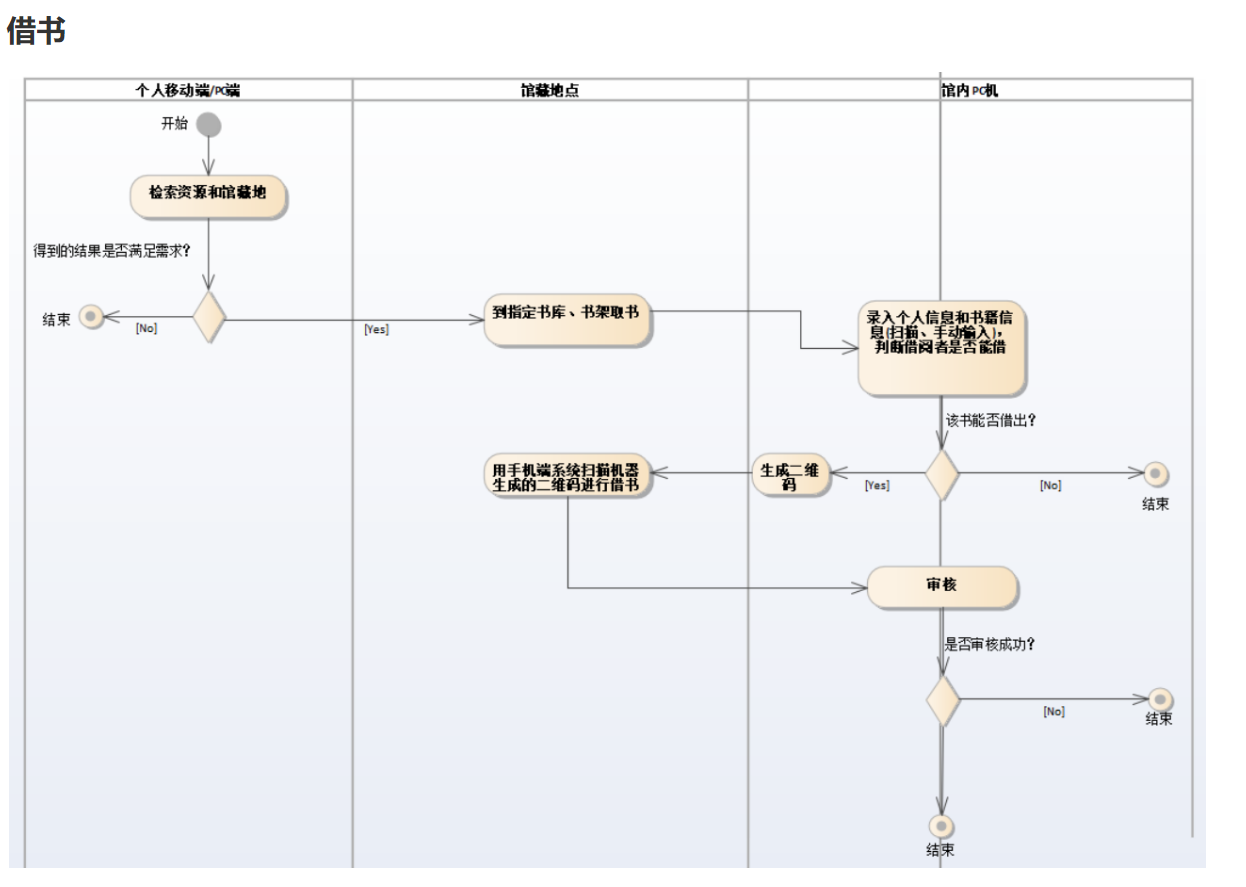 借书
个人移动端/PC端
馆藏地点
馆内PC机
开始
检索资源和馆藏地
得到的结果是否满足需求?
结束
[No]
[Yes]
到指定书库、书架取书
录入个人信息和书籍信
息(扫描、手动输入),
判断借阅者是否能借
该书能否借出?
用手机端系统扫描机器
生成的二维码进行借书
生成二维
码
[Yes]
[No]
结束
审核
是否审核成功?
[No]
结束
结束